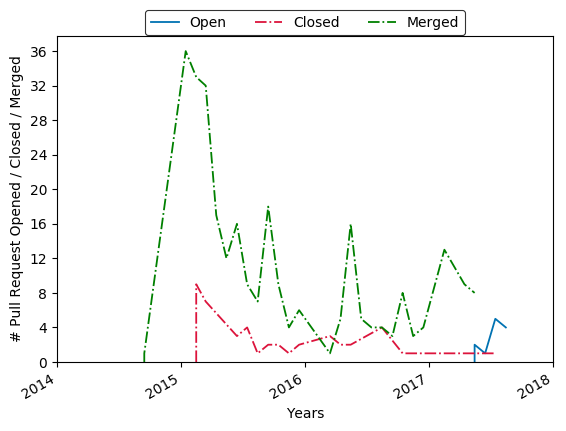 Open Closed Merged
# Pull Request Opened / Closed / Merged
36
32
28
24
20
16
12
8
4
0
2014 2015 2016 2017 2018
Years